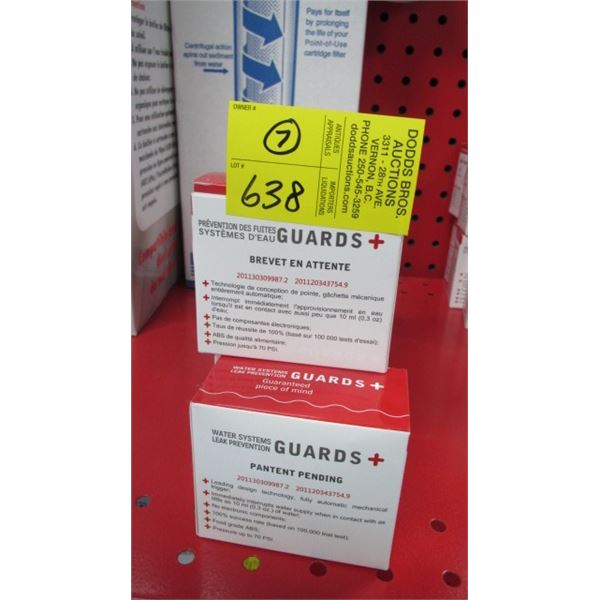 Centrifugal action
spins out sediment
from water
Pays for itself
by prolonging
the life of your
Point-of-Use
cartridge filter
OWNER #
7
LOT #
638
ANTIQUES
APPRAISALS
IMPORTERS
LIQUIDATIONS
DODDS BROS.
AUCTIONS
3311 - 28TH AVE.
VERNON, B.C.
PHONE 250-545-3259
doddsauctions.com
PRÉVENTION DES FUITES
SYSTÈMES D'EAU GUARDS +
BREVET EN ATTENTE
201130309987.2 201120343754.9
+ Technologie de conception de pointe, gâchette mécanique
entièrement automatique;
+ Interrompt immédiatement l'approvisionnement en eau
lorsqu'il est en contact avec aussi peu que 10 ml (0,3 oz)
d'eau;
+ Pas de composantes électroniques;
+ Taux de réussite de 100% (basé sur 100 000 tests d'essai);
+ ABS de qualité alimentaire;
+ Pression jusqu'à 70 PSI.
WATER SYSTEMS
LEAK PREVENTION GUARDS +
Guaranteed
piece of mind
WATER SYSTEMS
LEAK PREVENTION GUARDS +
PANTENT PENDING
201130309987.2 201120343754.9
+ Leading design technology, fully automatic mechanical
trigger;
+ Immediately interrupts water supply when in contact with as
little as 10 ml (0.3 oz.) of water;
+ No electronic components;
+ 100% success rate (based on 100,000 trial test);
+ Food grade ABS;
+ Pressure up to 70 PSI.